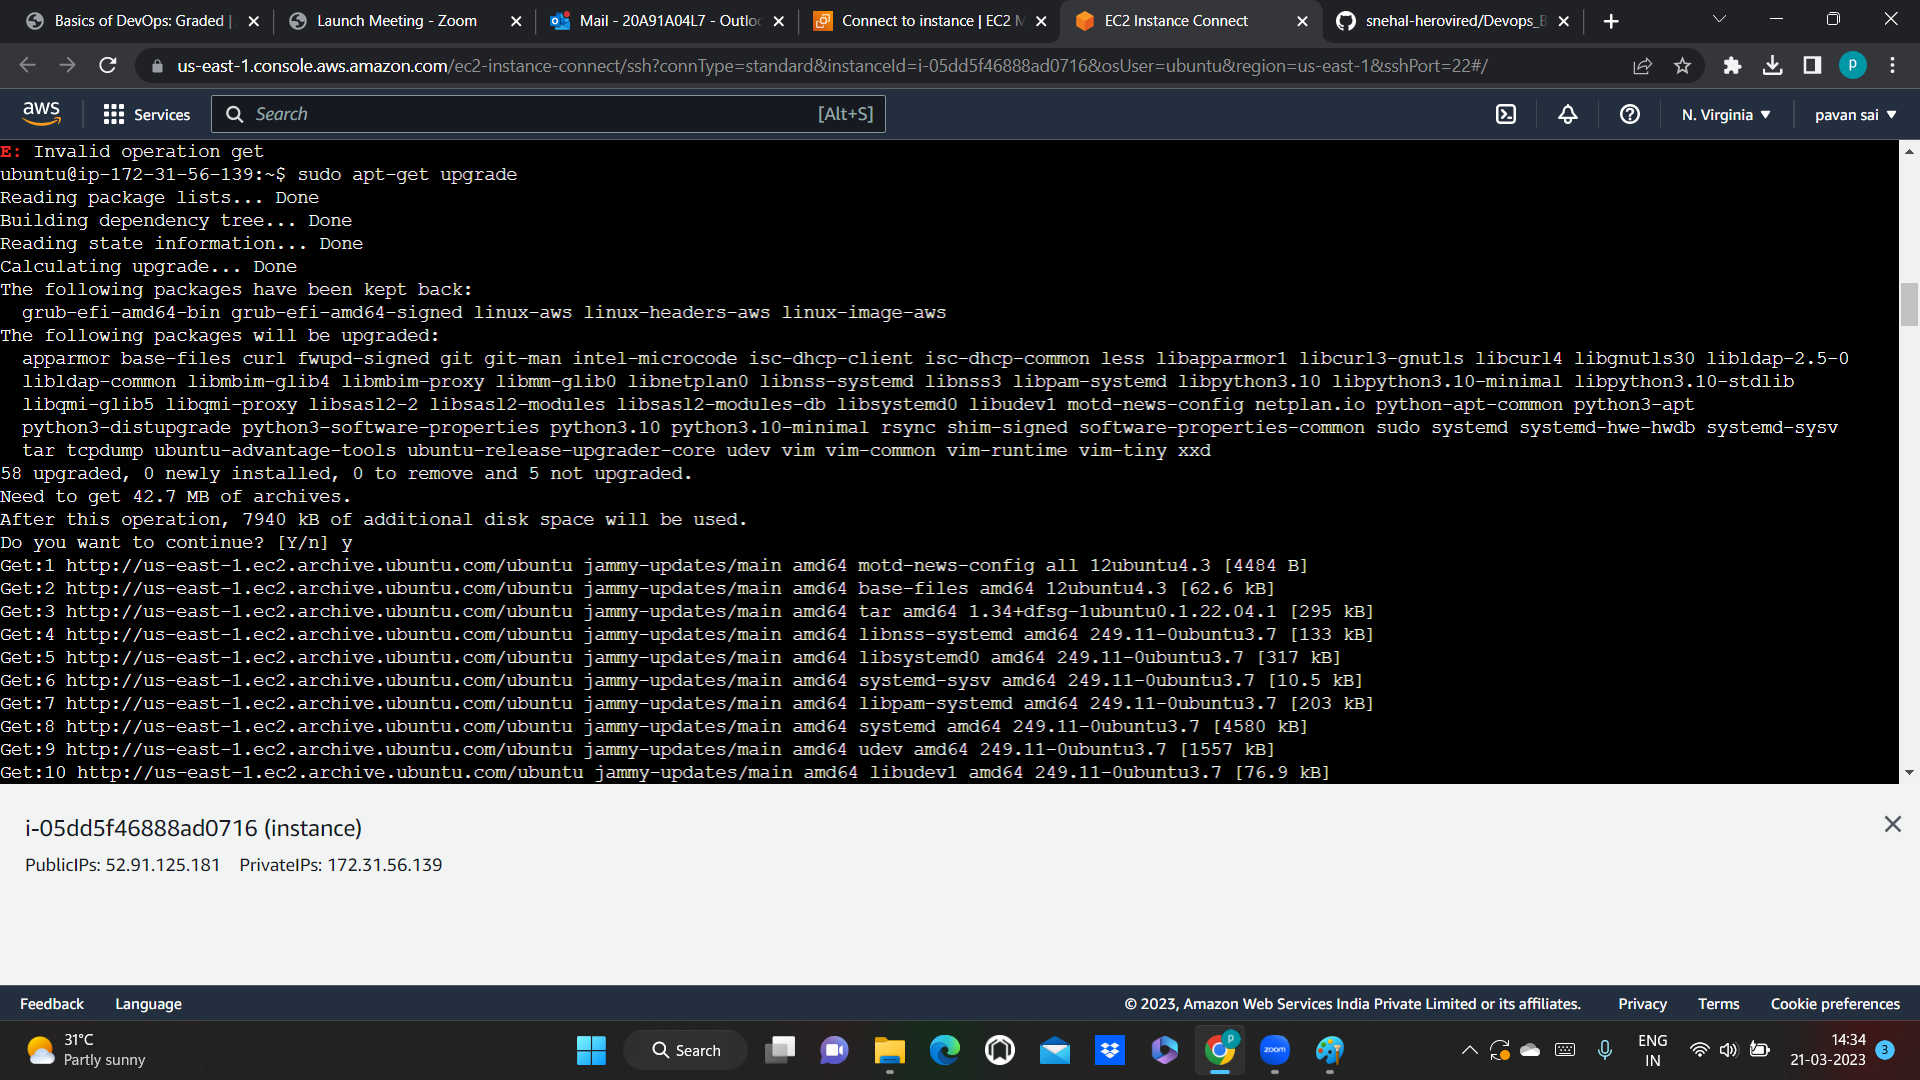 Basics of DevOps: Graded
Launch Meeting - Zoom
Mail - 20A91A04L7 - Outlo
Connect to instance | EC2 M
EC2 Instance Connect
snehal-herovired/Devops_B
us-east-1.console.aws.amazon.com/ec2-instance-connect/ssh?connType=standard&instanceId=i-05dd5f46888ad0716&osUser=ubuntu&region=us-east-1&sshPort=22#/
P
aws
Services
Search
[Alt+S]
N. Virginia
pavan sai
E: Invalid operation get
ubuntu@ip-172-31-56-139:~$ sudo apt-get upgrade
Reading package lists... Done
Building dependency tree... Done
Reading state information... Done
Calculating upgrade... Done
The following packages have been kept back:
grub-efi-amd64-bin grub-efi-amd64-signed linux-aws linux-headers-aws linux-image-aws
The following packages will be upgraded:
apparmor base-files curl fwupd-signed git git-man intel-microcode isc-dhcp-client isc-dhcp-common less libapparmor1 libcurl3-gnutls libcurl4 libgnutls30 libldap-2.5-0
libldap-common libmbim-glib4 libmbim-proxy libmm-glib0 libnetplan0 libnss-systemd libnss3 libpam-systemd libpython3.10 libpython3.10-minimal libpython3.10-stdlib
libqmi-glib5 libqmi-proxy libsasl2-2 libsasl2-modules libsasl2-modules-db libsystemd0 libudev1 motd-news-config netplan.io python-apt-common python3-apt
python3-distupgrade python3-software-properties python3.10 python3.10-minimal rsync shim-signed software-properties-common sudo systemd systemd-hwe-hwdb systemd-sysv
tar tcpdump ubuntu-advantage-tools ubuntu-release-upgrader-core udev vim vim-common vim-runtime vim-tiny xxd
58 upgraded, 0 newly installed, 0 to remove and 5 not upgraded.
Need to get 42.7 MB of archives.
After this operation, 7940 kB of additional disk space will be used.
Do you want to continue? [Y/n] y
Get:1 http://us-east-1.ec2.archive.ubuntu.com/ubuntu jammy-updates/main amd64 motd-news-config all 12ubuntu4.3 [4484 B]
Get:2 http://us-east-1.ec2.archive.ubuntu.com/ubuntu jammy-updates/main amd64 base-files amd64 12ubuntu4.3 [62.6 kB]
Get:3 http://us-east-1.ec2.archive.ubuntu.com/ubuntu jammy-updates/main amd64 tar amd64 1.34+dfsg-1ubuntu0.1.22.04.1 [295 kB]
Get:4 http://us-east-1.ec2.archive.ubuntu.com/ubuntu jammy-updates/main amd64 libnss-systemd amd64 249.11-0ubuntu3.7 [133 kB]
Get:5 http://us-east-1.ec2.archive.ubuntu.com/ubuntu jammy-updates/main amd64 libsystemd0 amd64 249.11-0ubuntu3.7 [317 kB]
Get:6 http://us-east-1.ec2.archive.ubuntu.com/ubuntu jammy-updates/main amd64 systemd-sysv amd64 249.11-0ubuntu3.7 [10.5 kB]
Get:7 http://us-east-1.ec2.archive.ubuntu.com/ubuntu jammy-updates/main amd64 libpam-systemd amd64 249.11-0ubuntu3.7 [203 kB]
Get:8 http://us-east-1.ec2.archive.ubuntu.com/ubuntu jammy-updates/main amd64 systemd amd64 249.11-0ubuntu3.7 [4580 kB]
Get:9 http://us-east-1.ec2.archive.ubuntu.com/ubuntu jammy-updates/main amd64 udev amd64 249.11-0ubuntu3.7 [1557 kB]
Get:10 http://us-east-1.ec2.archive.ubuntu.com/ubuntu jammy-updates/main amd64 libudev1 amd64 249.11-0ubuntu3.7 [76.9 kB]
i-05dd5f46888ad0716 (instance)
PublicIPs: 52.91.125.181 PrivateIPs: 172.31.56.139
Feedback
Language
© 2023, Amazon Web Services India Private Limited or its affiliates.
Privacy
Terms
Cookie preferences
31°C
Partly sunny
Search
P
zoom
ENG
IN
14:34
21-03-2023
3